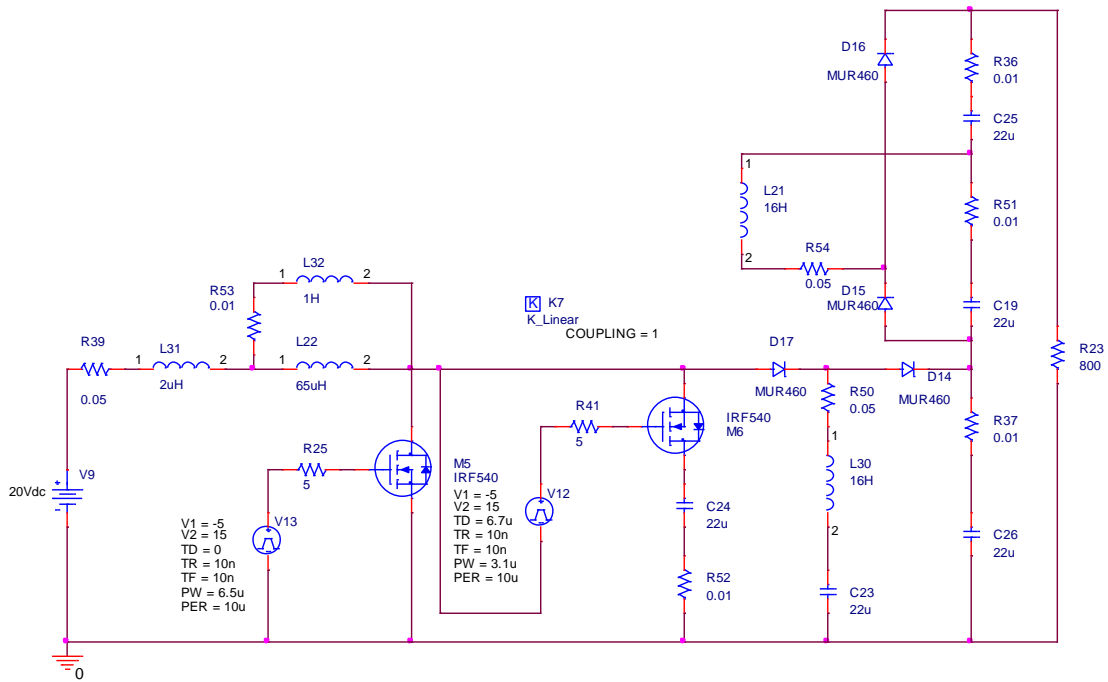 D16
MUR460
R36
0.01
C25
22u
1
L21
16H
2
R54
0.05
R51
0.01
D15
MUR460
C19
22u
L32
1
2
1H
R53
0.01
K K7
K_Linear
COUPLING = 1
R39
0.05
1
L31
2
2uH
1
L22
2
65uH
D17
MUR460
D14
MUR460
R23
800
R50
0.05
R41
5
IRF540
M6
R37
0.01
1
L30
16H
2
R25
5
M5
IRF540
V9
20Vdc
V13
V1 = -5
V2 = 15
TD = 0
TR = 10n
TF = 10n
PW = 6.5u
PER = 10u
V12
V1 = -5
V2 = 15
TD = 6.7u
TR = 10n
TF = 10n
PW = 3.1u
PER = 10u
C24
22u
C26
22u
R52
0.01
C23
22u
0